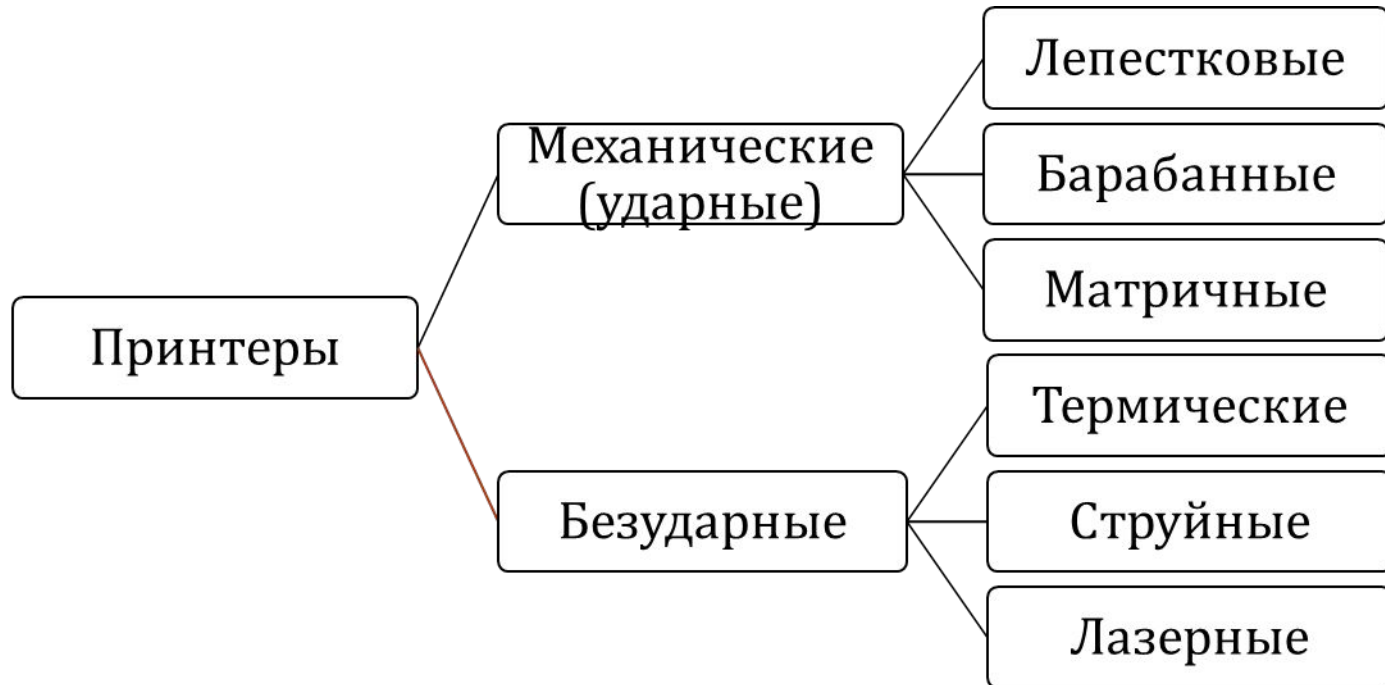 Принтеры
Механические
(ударные)
Лепестковые
Барабанные
Матричные
Безударные
Термические
Струйные
Лазерные